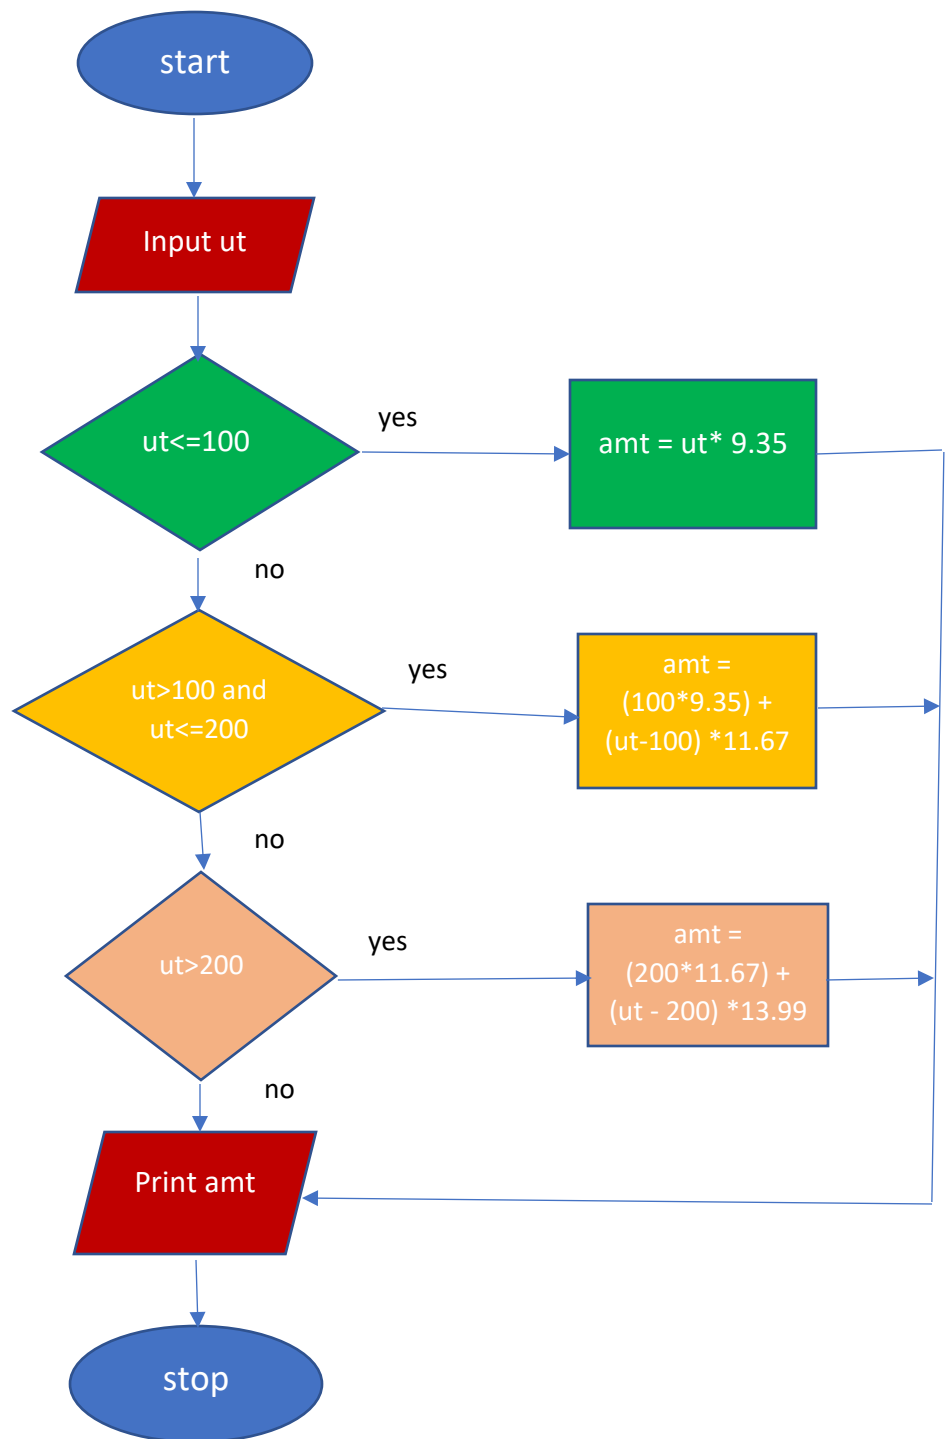 start
Input ut
ut<=100
yes
amt = ut* 9.35
no
ut>100 and
ut<=200
yes
amt =
(100*9.35) +
(ut-100) *11.67
no
ut>200
yes
amt =
(200*11.67) +
(ut - 200) *13.99
no
Print amt
stop